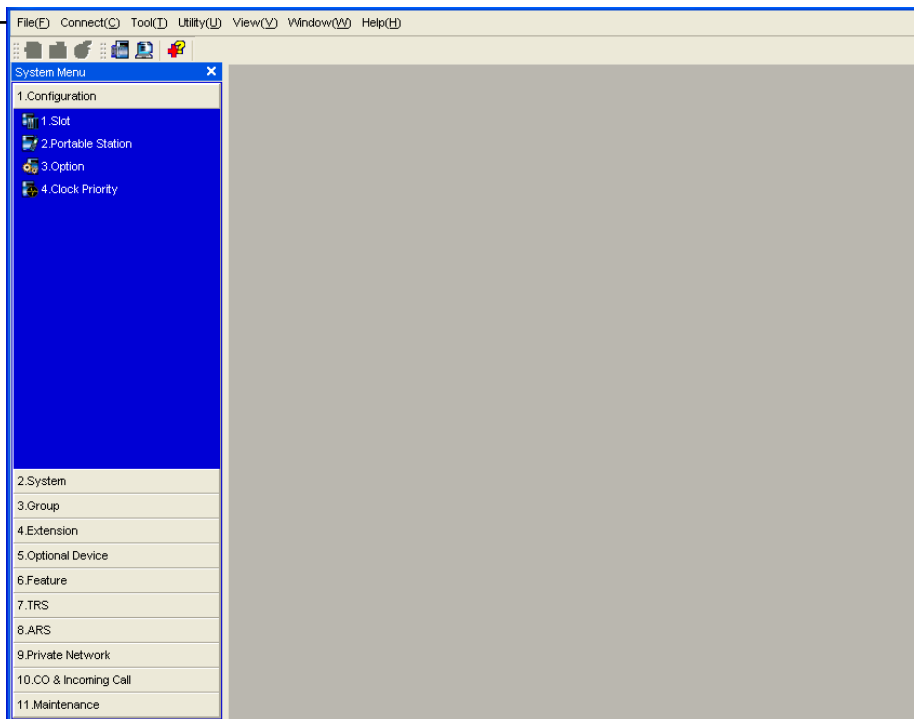 File(F) Connect(C) Tool(T) Utility(U) View(V) Window(W) Help(H)
System Menu
1.Configuration
1.Slot
2.Portable Station
3.Option
4.Clock Priority
2.System
3.Group
4.Extension
5.Optional Device
6.Feature
7.TRS
8.ARS
9.Private Network
10.CO & Incoming Call
11.Maintenance